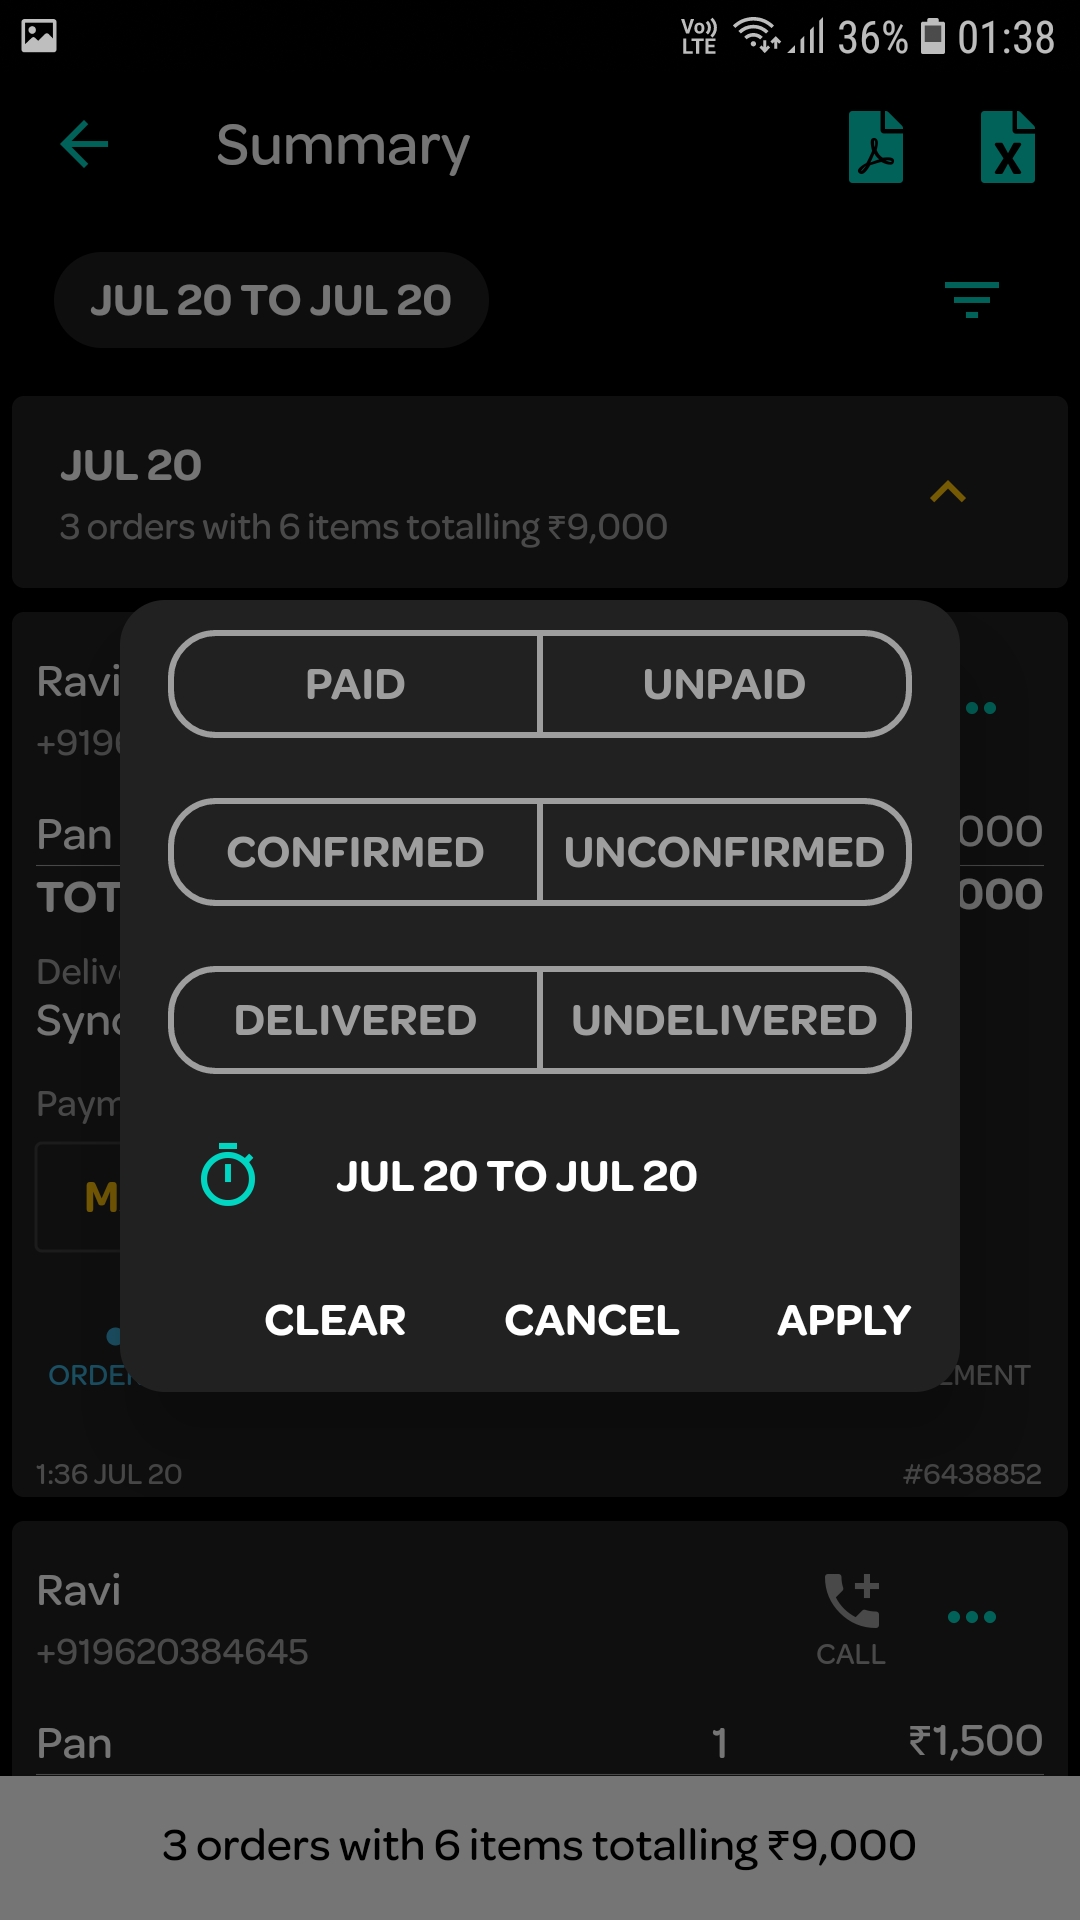 Vo)) LTE 36% 01:38
Summary
JUL 20 TO JUL 20
JUL 20
3 orders with 6 items totalling ₹9,000
PAID UNPAID
Ravi
+919
CONFIRMED UNCONFIRMED
Pan 000
TOT 000
DELIVERED UNDELIVERED
Deliv
Sync
Paym
JUL 20 TO JUL 20
M
CLEAR CANCEL APPLY
ORDE MENT
1:36 JUL 20 #6438852
Ravi
+919620384645 CALL
Pan 1 ₹1,500
3 orders with 6 items totalling ₹9,000